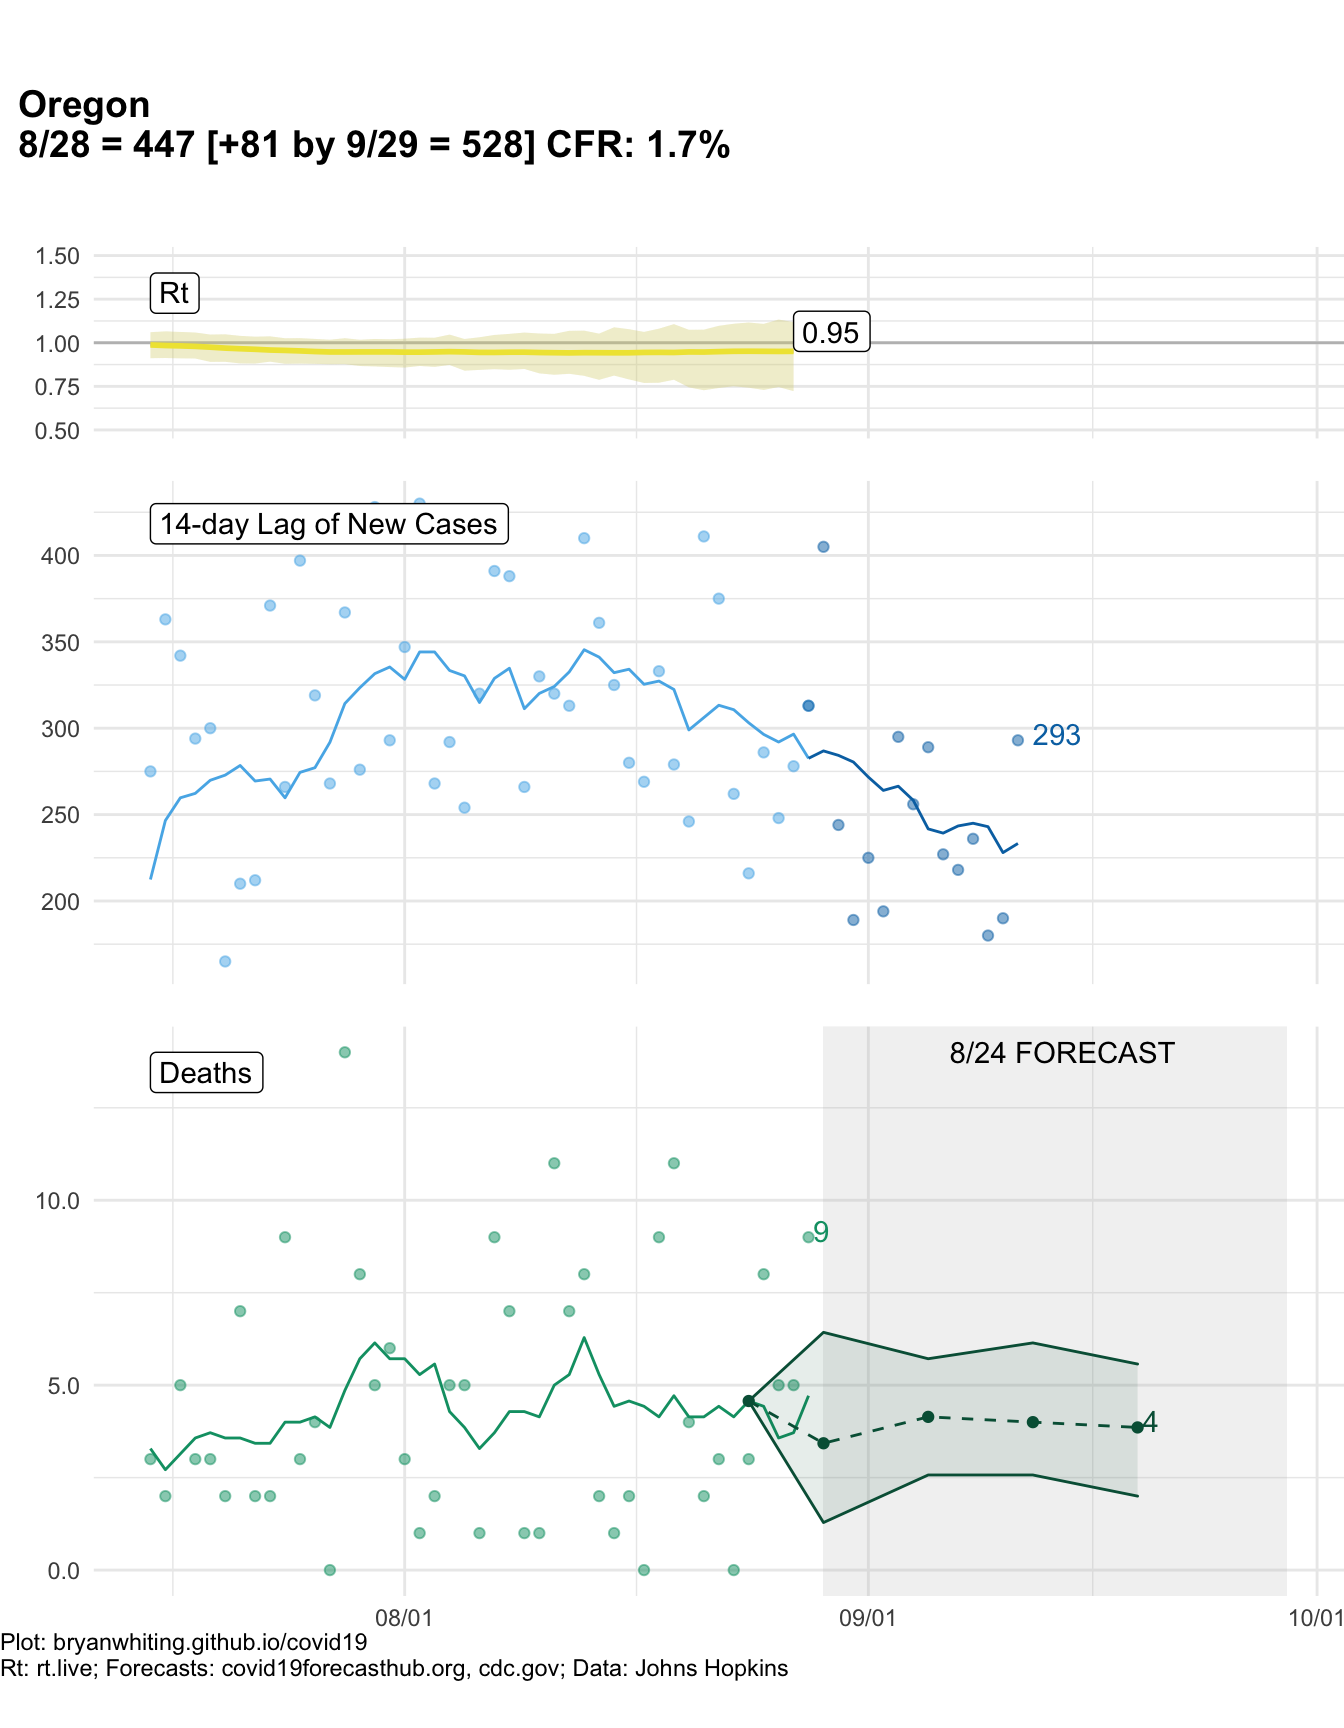 Oregon
8/28 = 447 [+81 by 9/29 = 528] CFR: 1.7%
1.50
1.25
1.00
0.75
0.50
Rt
0.95
14-day Lag of New Cases
400
350
300
250
200
293
Deaths
8/24 FORECAST
10.0
5.0
0.0
9
4
08/01
09/01
10/01
Plot: bryanwhiting.github.io/covid19
Rt: rt.live; Forecasts: covid19forecasthub.org, cdc.gov; Data: Johns Hopkins